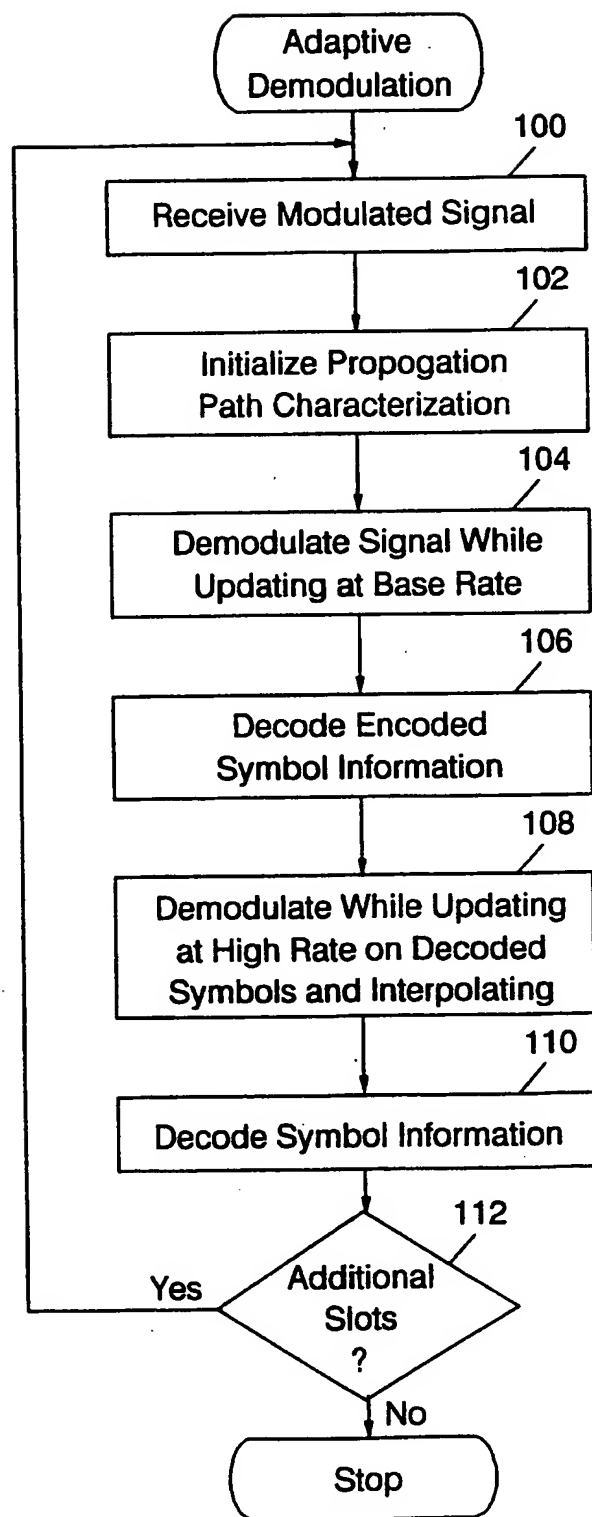 Adaptive
Demodulation
100
Receive Modulated Signal
102
Initialize Propogation
Path Characterization
104
Demodulate Signal While
Updating at Base Rate
106
Decode Encoded
Symbol Information
108
Demodulate While Updating
at High Rate on Decoded
Symbols and Interpolating
110
Decode Symbol Information
112
Additional
Slots
?
Yes
No
Stop